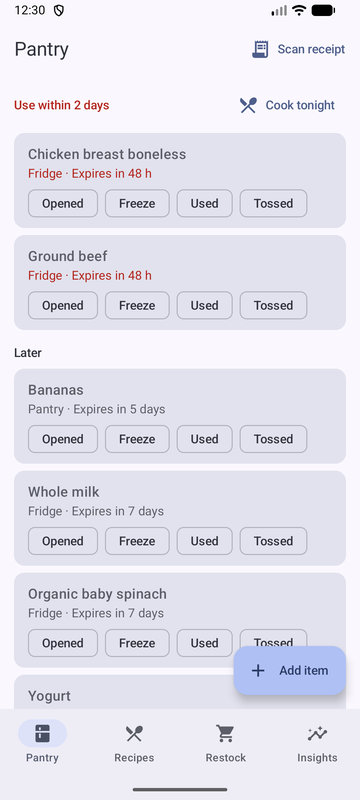 12:30
Pantry
Scan receipt
Use within 2 days
Cook tonight
Chicken breast boneless
Fridge · Expires in 48 h
Opened Freeze Used Tossed
Ground beef
Fridge · Expires in 48 h
Opened Freeze Used Tossed
Later
Bananas
Pantry · Expires in 5 days
Opened Freeze Used Tossed
Whole milk
Fridge · Expires in 7 days
Opened Freeze Used Tossed
Organic baby spinach
Fridge · Expires in 7 days
Opened Freeze Used Tossed
Yogurt
Add item
Pantry Recipes Restock Insights